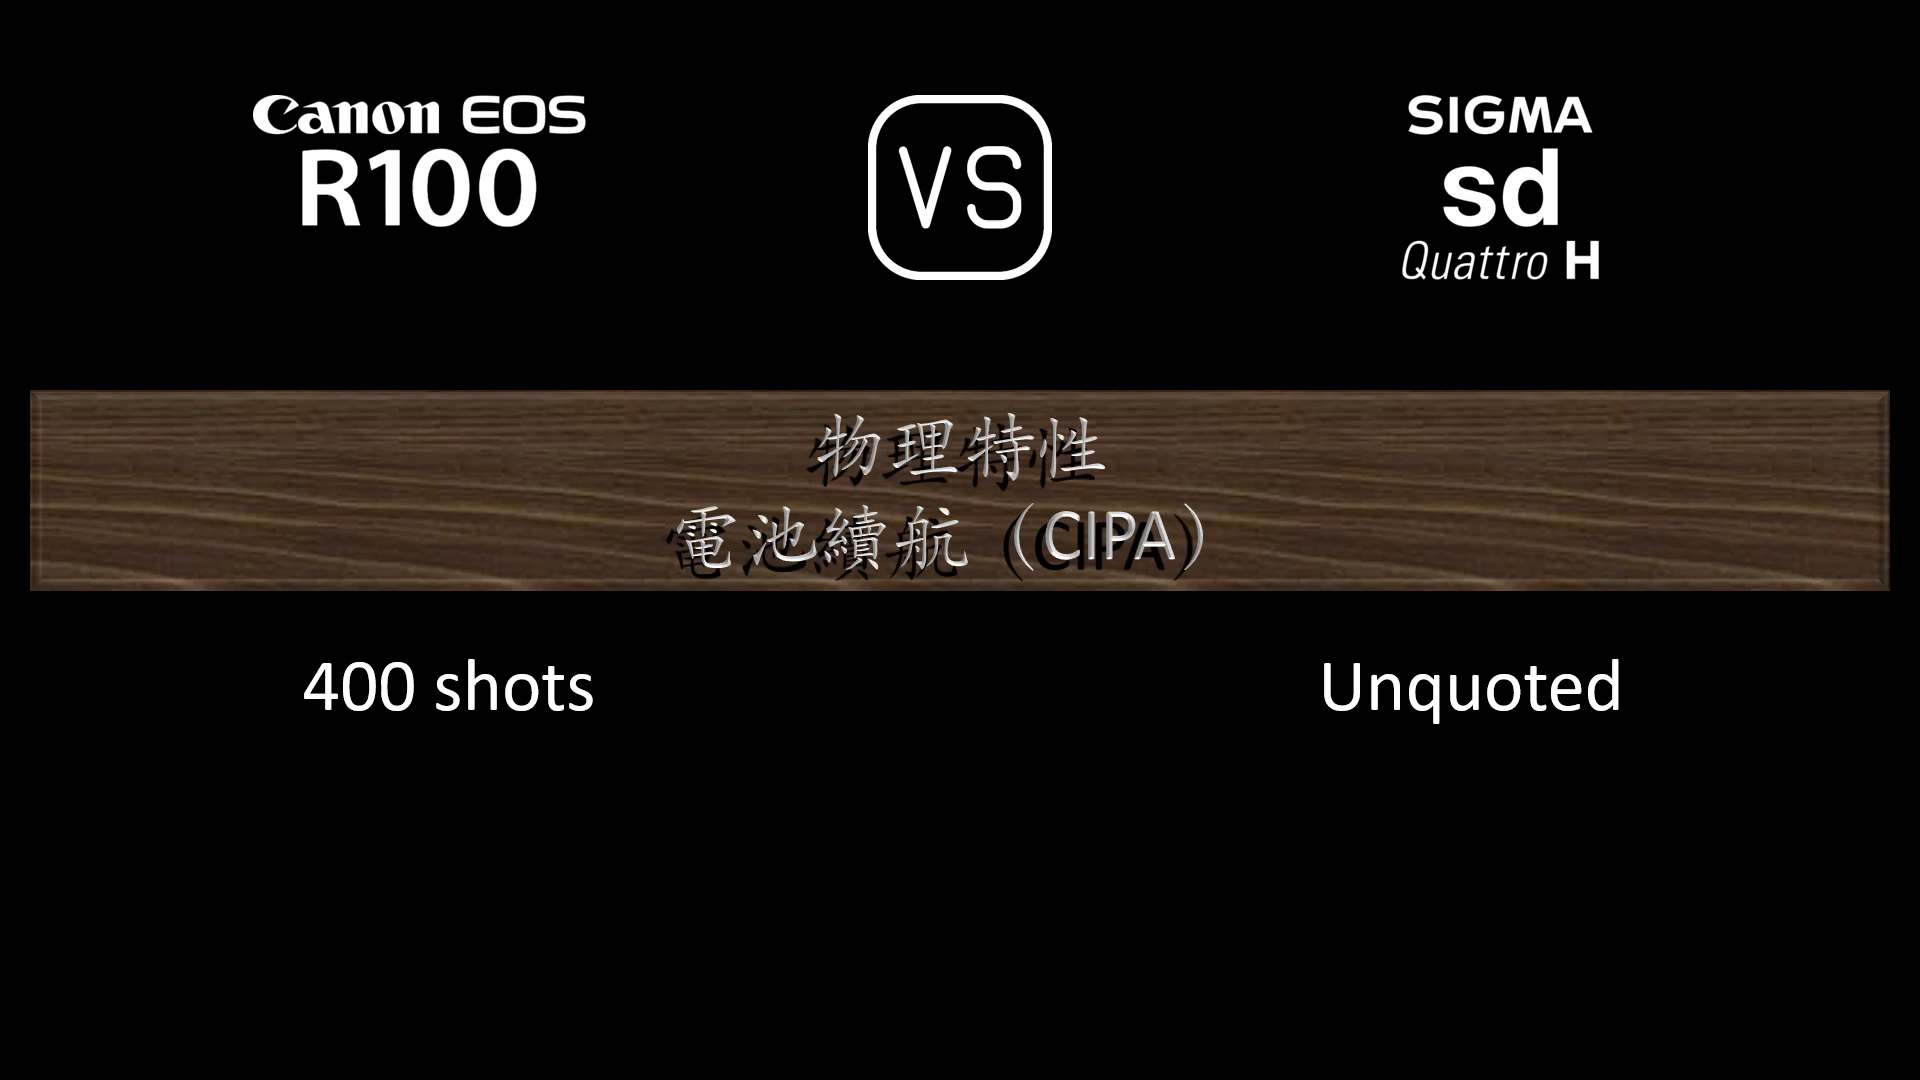 Canon EOS
R100
VS
SIGMA
sd
Quattro H
物理特性
電池續航（CIPA）
400 shots
Unquoted